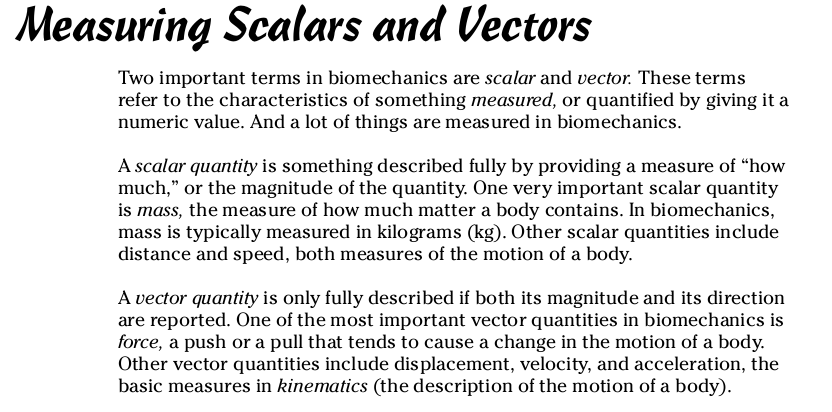 Measuring Scalars and Vectors
Two important terms in biomechanics are scalar and vector. These terms
refer to the characteristics of something measured, or quantified by giving it a
numeric value. And a lot of things are measured in biomechanics.
A scalar quantity is something described fully by providing a measure of “how
much,” or the magnitude of the quantity. One very important scalar quantity
is mass, the measure of how much matter a body contains. In biomechanics,
mass is typically measured in kilograms (kg). Other scalar quantities include
distance and speed, both measures of the motion of a body.
A vector quantity is only fully described if both its magnitude and its direction
are reported. One of the most important vector quantities in biomechanics is
force, a push or a pull that tends to cause a change in the motion of a body.
Other vector quantities include displacement, velocity, and acceleration, the
basic measures in kinematics (the description of the motion of a body).